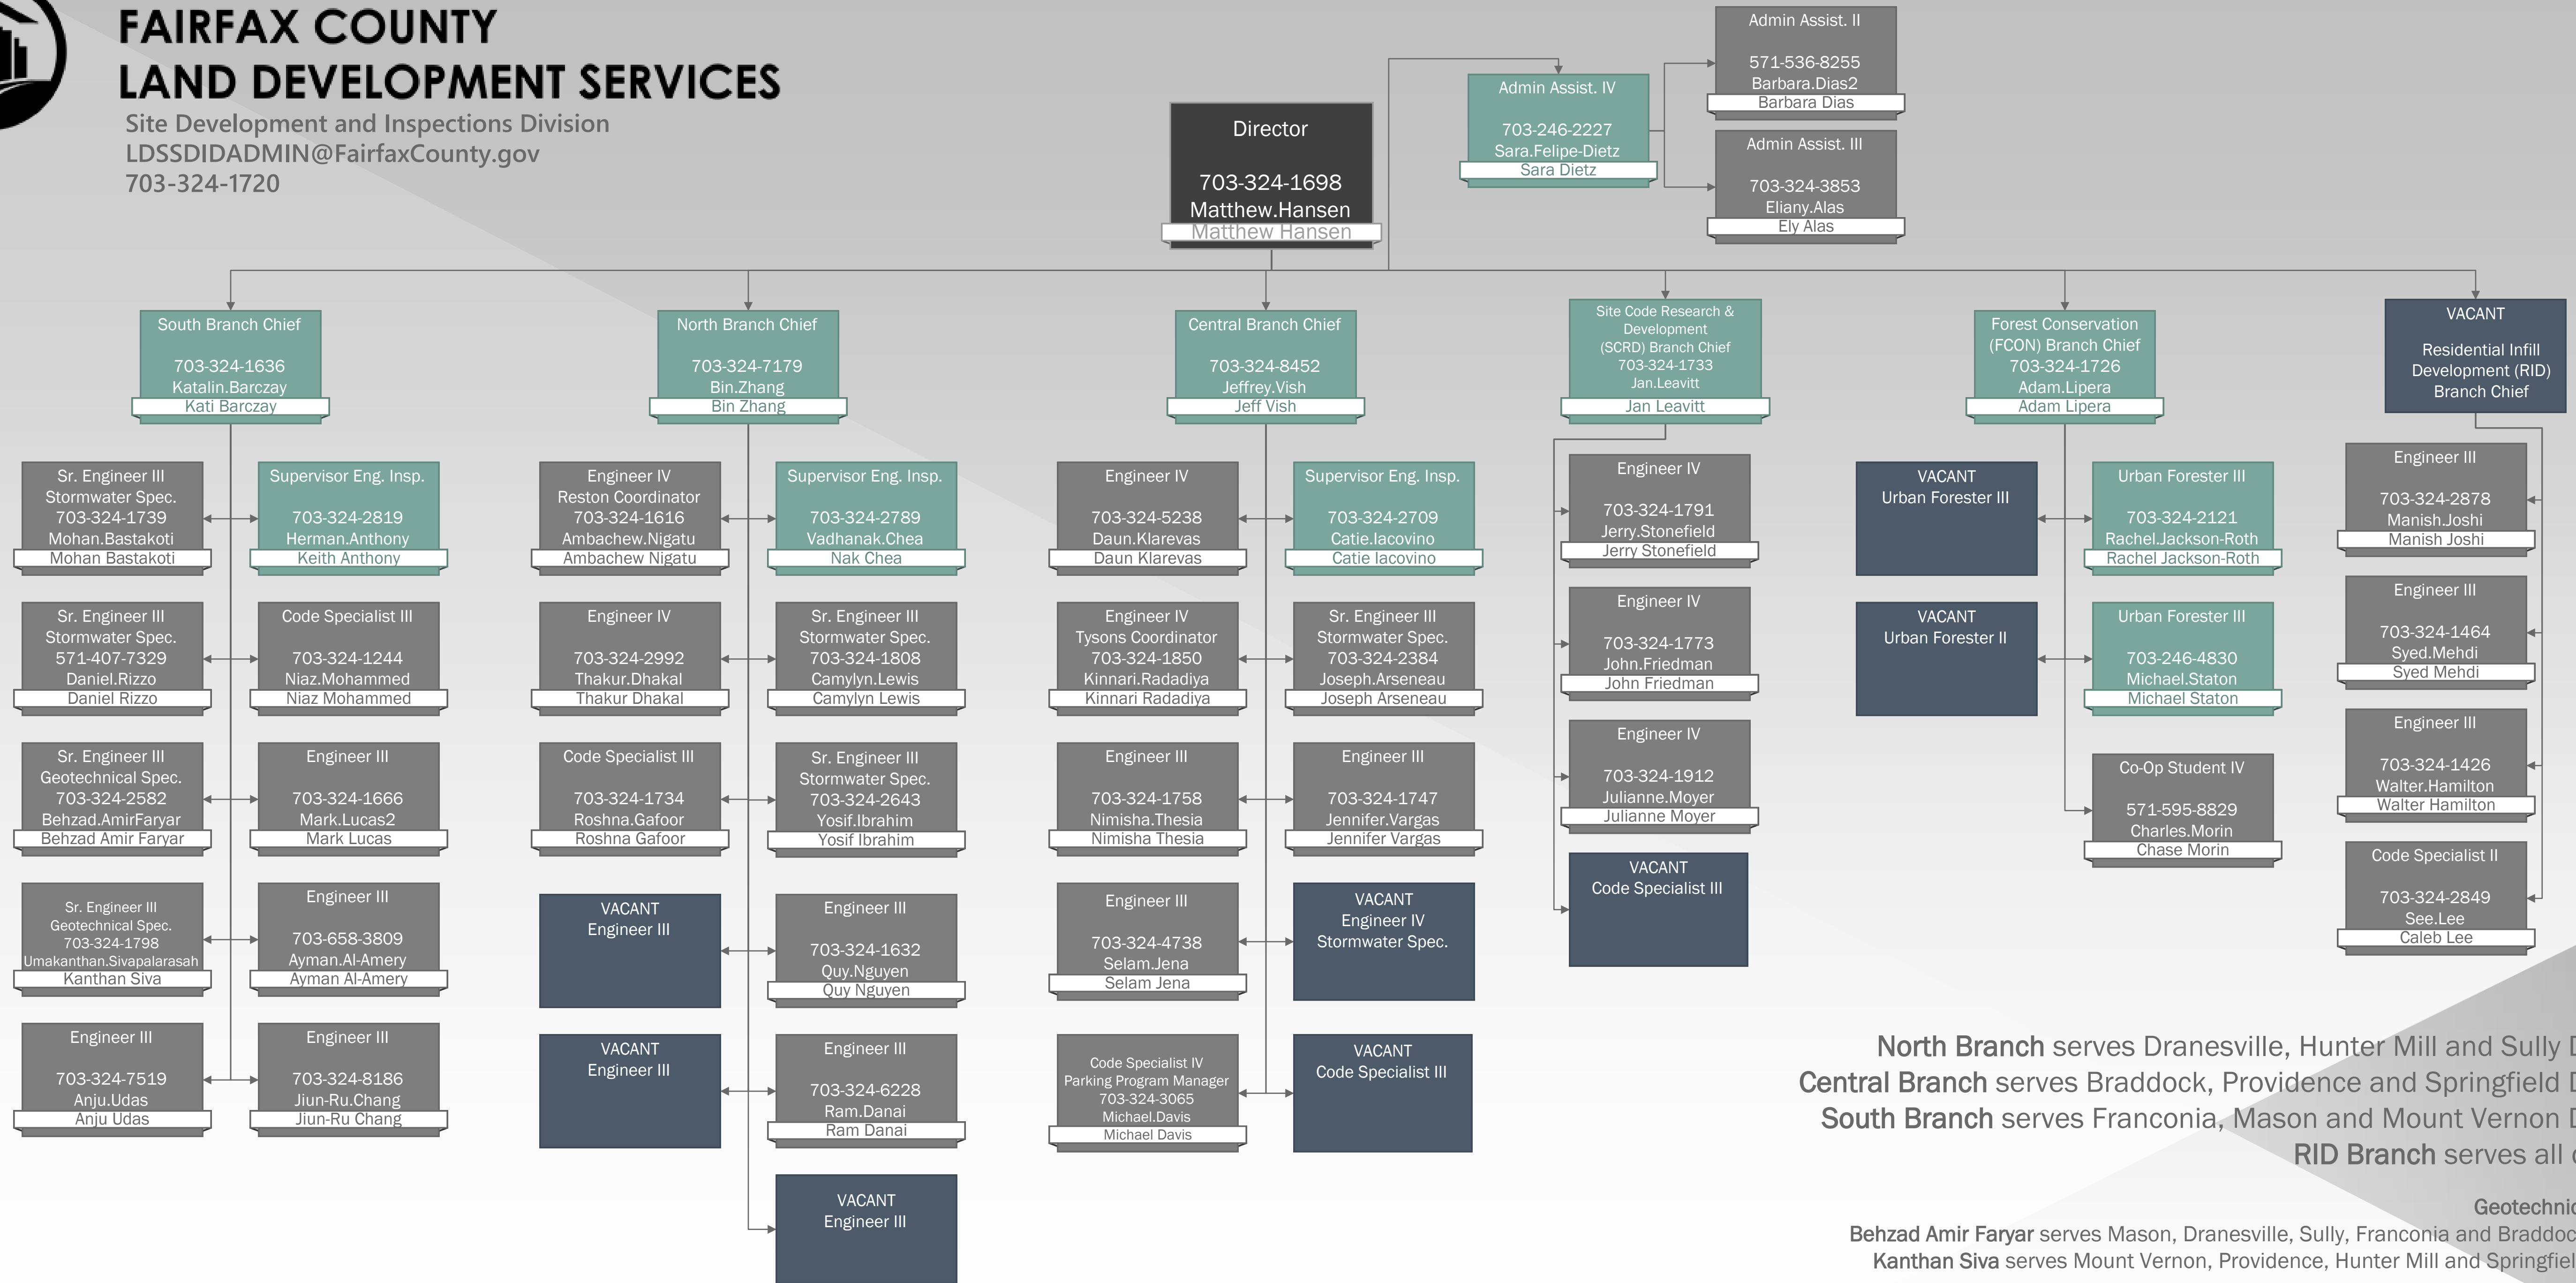 FAIRFAX COUNTY
LAND DEVELOPMENT SERVICES
Site Development and Inspections Division
LDSSDIDADMIN@FairfaxCounty.gov
703-324-1720
Director
703-324-1698
Matthew.Hansen
Matthew Hansen
Admin Assist. IV
703-246-2227
Sara.Felipe-Dietz
Sara Dietz
Admin Assist. II
571-536-8255
Barbara.Dias2
Barbara Dias
Admin Assist. III
703-324-3853
Eliany.Alas
Ely Alas
South Branch Chief
703-324-1636
Katalin.Barczay
Kati Barczay
Sr. Engineer III
Stormwater Spec.
703-324-1739
Mohan.Bastakoti
Mohan Bastakoti
Supervisor Eng. Insp.
703-324-2819
Herman.Anthony
Keith Anthony
Sr. Engineer III
Stormwater Spec.
571-407-7329
Daniel.Rizzo
Daniel Rizzo
Code Specialist III
703-324-1244
Niaz.Mohammed
Niaz Mohammed
Sr. Engineer III
Geotechnical Spec.
703-324-2582
Behzad.AmirFaryar
Behzad Amir Faryar
Engineer III
703-324-1666
Mark.Lucas2
Mark Lucas
Sr. Engineer III
Geotechnical Spec.
703-324-1798
Umakanthan.Sivapalarasah
Kanthan Siva
Engineer III
703-658-3809
Ayman.Al-Amery
Ayman Al-Amery
Engineer III
703-324-7519
Anju.Udas
Anju Udas
Engineer III
703-324-8186
Jiun-Ru.Chang
Jiun-Ru Chang
North Branch Chief
703-324-7179
Bin.Zhang
Bin Zhang
Engineer IV
Reston Coordinator
703-324-1616
Ambachew.Nigatu
Ambachew Nigatu
Supervisor Eng. Insp.
703-324-2789
Vadhanak.Chea
Nak Chea
Engineer IV
703-324-2992
Thakur.Dhakal
Thakur Dhakal
Sr. Engineer III
Stormwater Spec.
703-324-1808
Camylyn.Lewis
Camylyn Lewis
Code Specialist III
703-324-1734
Roshna.Gafoor
Roshna Gafoor
Sr. Engineer III
Stormwater Spec.
703-324-2643
Yosif.Ibrahim
Yosif Ibrahim
VACANT
Engineer III
Engineer III
703-324-1632
Quy.Nguyen
Quy Nguyen
VACANT
Engineer III
Engineer III
703-324-6228
Ram.Danai
Ram Danai
VACANT
Engineer III
Central Branch Chief
703-324-8452
Jeffrey.Vish
Jeff Vish
Engineer IV
703-324-5238
Daun.Klarevas
Daun Klarevas
Supervisor Eng. Insp.
703-324-2709
Catie.Iacovino
Catie Iacovino
Engineer IV
Tysons Coordinator
703-324-1850
Kinnari.Radadiya
Kinnari Radadiya
Sr. Engineer III
Stormwater Spec.
703-324-2384
Joseph.Arseneau
Joseph Arseneau
Engineer III
703-324-1758
Nimisha.Thesia
Nimisha Thesia
Engineer III
703-324-1747
Jennifer.Vargas
Jennifer Vargas
Engineer III
703-324-4738
Selam.Jena
Selam Jena
VACANT
Engineer IV
Stormwater Spec.
Code Specialist IV
Parking Program Manager
703-324-3065
Michael.Davis
Michael Davis
VACANT
Code Specialist III
Site Code Research &
Development
(SCRD) Branch Chief
703-324-1733
Jan.Leavitt
Jan Leavitt
Engineer IV
703-324-1791
Jerry.Stonefield
Jerry Stonefield
Engineer IV
703-324-1773
John.Friedman
John Friedman
Engineer IV
703-324-1912
Julianne.Moyer
Julianne Moyer
VACANT
Code Specialist III
Forest Conservation
(FCON) Branch Chief
703-324-1726
Adam.Lipera
Adam Lipera
VACANT
Urban Forester III
Urban Forester III
703-324-2121
Rachel.Jackson-Roth
Rachel Jackson-Roth
VACANT
Urban Forester II
Urban Forester III
703-246-4830
Michael.Staton
Michael Staton
Co-Op Student IV
571-595-8829
Charles.Morin
Chase Morin
VACANT
Residential Infill
Development (RID)
Branch Chief
Engineer III
703-324-2878
Manish.Joshi
Manish Joshi
Engineer III
703-324-1464
Syed.Mehdi
Syed Mehdi
Engineer III
703-324-1426
Walter.Hamilton
Walter Hamilton
Code Specialist II
703-324-2849
See.Lee
Caleb Lee
North Branch serves Dranesville, Hunter Mill and Sully
Central Branch serves Braddock, Providence and Springfield
South Branch serves Franconia, Mason and Mount Vernon
RID Branch serves all
Behzad Amir Faryar serves Mason, Dranesville, Sully, Franconia and
Kanthan Siva serves Mount Vernon, Providence, Hunter Mill and